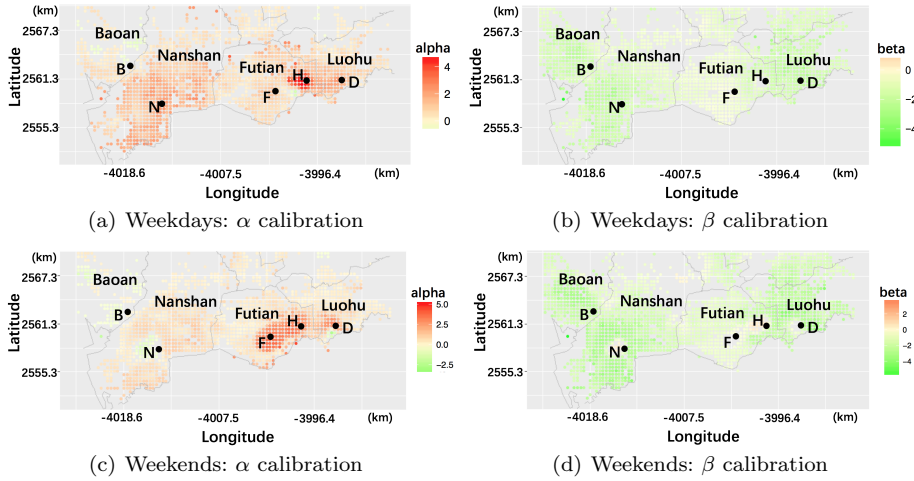 (km)
2567.3
2561.3
2555.3
Latitude
Baoan
Nanshan
Futian
Luohu
B
N
F
H
D
-4018.6
-4007.5
-3996.4
(km)
Longitude
alpha
4
2
0
(a) Weekdays: α calibration
(km)
2567.3
2561.3
2555.3
Latitude
Baoan
Nanshan
Futian
Luohu
B
N
F
H
D
-4018.6
-4007.5
-3996.4
(km)
Longitude
beta
0
−2
−4
(b) Weekdays: β calibration
(km)
2567.3
2561.3
2555.3
Latitude
Baoan
Nanshan
Futian
Luohu
B
N
F
H
D
-4018.6
-4007.5
-3996.4
(km)
Longitude
alpha
5.0
2.5
0.0
−2.5
(c) Weekends: α calibration
(km)
2567.3
2561.3
2555.3
Latitude
Baoan
Nanshan
Futian
Luohu
B
N
F
H
D
-4018.6
-4007.5
-3996.4
(km)
Longitude
beta
2
0
−2
−4
(d) Weekends: β calibration